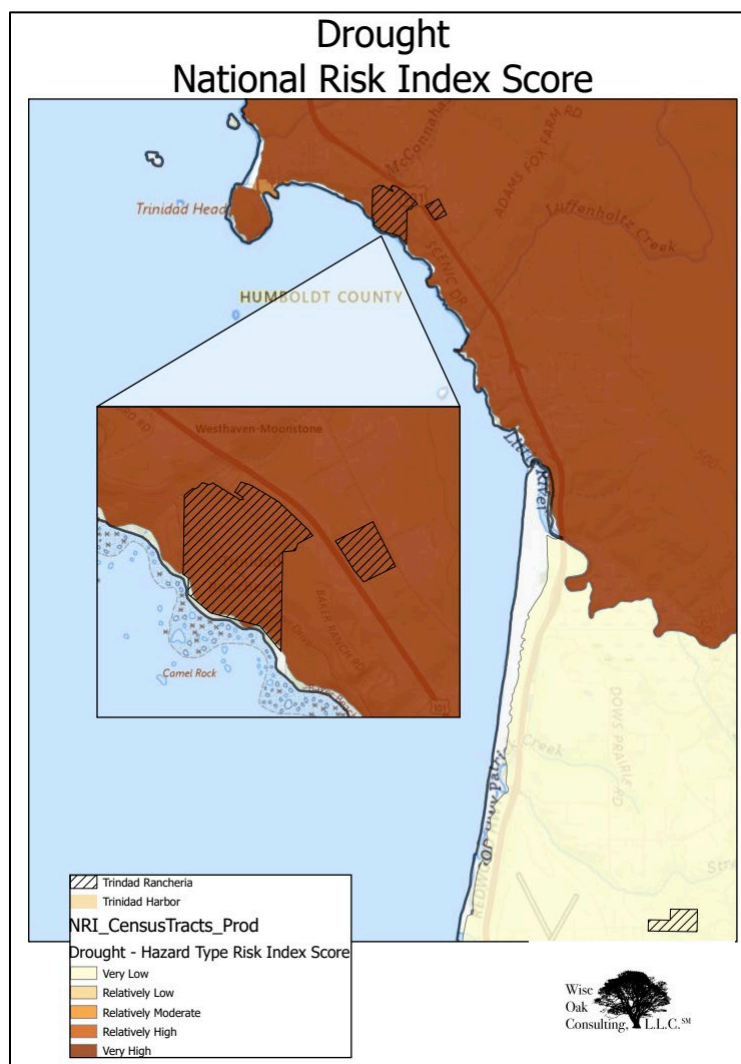 Drought
National Risk Index Score
McConnahan
ADAMS FOX FARM RD
Trinidad Head
Luffenholtz Creek
SCENIC DR
HUMBOLDT COUNTY
Westhaven-Moonstone
Little River
BAKER RANCH RD
Camel Rock
101
DOWS PRAIRIE RD
Creek
REDWOOD
Trindad Rancheria
Trinidad Harbor
NRI_CensusTracts_Prod
Drought - Hazard Type Risk Index Score
Very Low
Relatively Low
Relatively Moderate
Relatively High
Very High
Wise
Oak
Consulting, L.L.C.℠